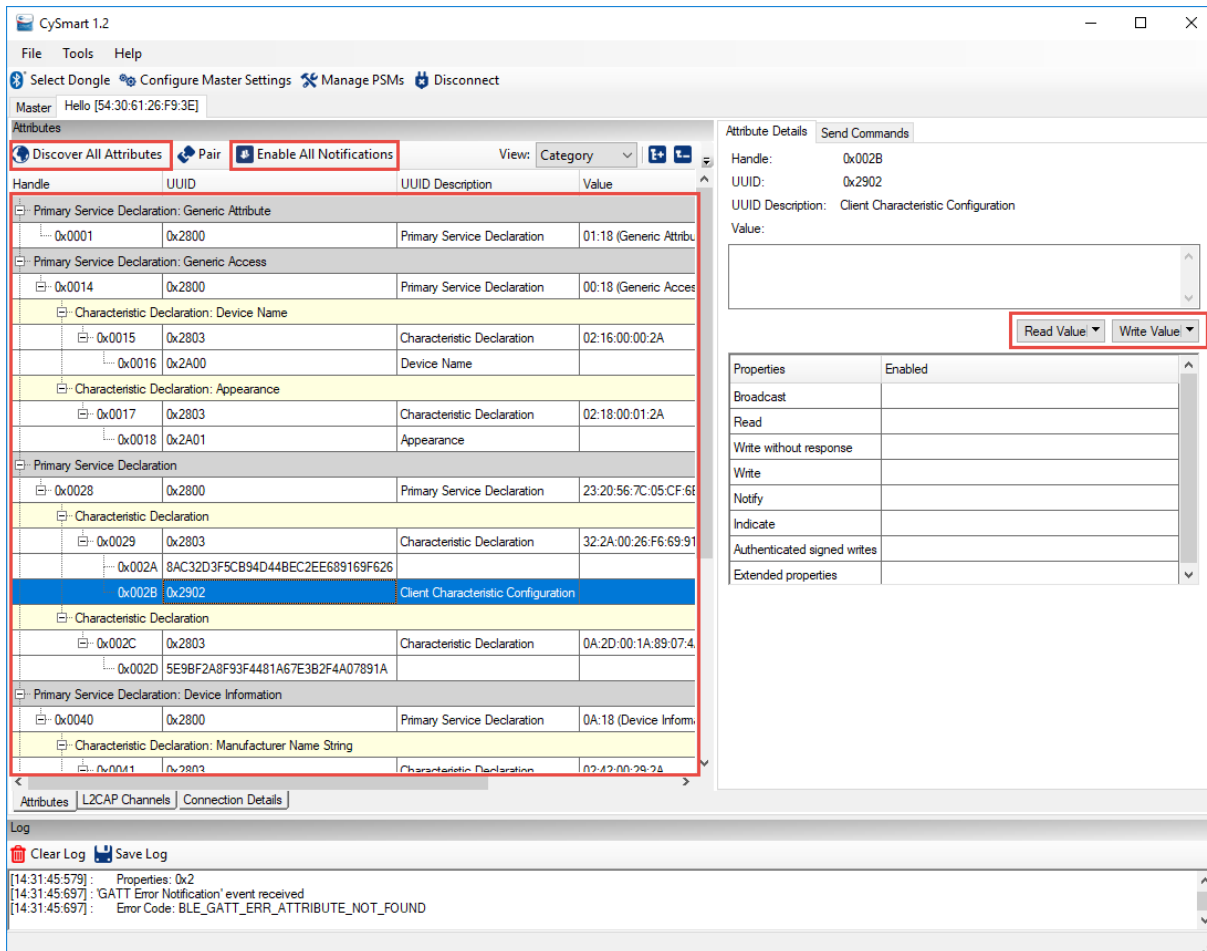 CySmart 1.2
File Tools Help
Select Dongle Configure Master Settings Manage PSMs Disconnect
Master Hello [54:30:61:26:F9:3E]
Attributes
Discover All Attributes Pair Enable All Notifications View: Category
Handle UUID UUID Description Value
Primary Service Declaration: Generic Attribute
0x0001 0x2800 Primary Service Declaration 01:18 (Generic Attribu
Primary Service Declaration: Generic Access
0x0014 0x2800 Primary Service Declaration 00:18 (Generic Acces
Characteristic Declaration: Device Name
0x0015 0x2803 Characteristic Declaration 02:16:00:00:2A
0x0016 0x2A00 Device Name
Characteristic Declaration: Appearance
0x0017 0x2803 Characteristic Declaration 02:18:00:01:2A
0x0018 0x2A01 Appearance
Primary Service Declaration
0x0028 0x2800 Primary Service Declaration 23:20:56:7C:05:CF:6E
Characteristic Declaration
0x0029 0x2803 Characteristic Declaration 32:2A:00:26:F6:69:91
0x002A 8AC32D3F5CB94D44BEC2EE689169F626
0x002B 0x2902 Client Characteristic Configuration
Characteristic Declaration
0x002C 0x2803 Characteristic Declaration 0A:2D:00:1A:89:07:4
0x002D 5E9BF2A8F93F4481A67E3B2F4A07891A
Primary Service Declaration: Device Information
0x0040 0x2800 Primary Service Declaration 0A:18 (Device Inform
Characteristic Declaration: Manufacturer Name String
0x0041 0x2803 Characteristic Declaration 02:42:00:29:2A
Attributes L2CAP Channels Connection Details
Attribute Details Send Commands
Handle: 0x002B
UUID: 0x2902
UUID Description: Client Characteristic Configuration
Value:
Read Value Write Value
Properties Enabled
Broadcast
Read
Write without response
Write
Notify
Indicate
Authenticated signed writes
Extended properties
Log
Clear Log Save Log
[14:31:45:579] : Properties: 0x2
[14:31:45:697] : 'GATT Error Notification' event received
[14:31:45:697] : Error Code: BLE_GATT_ERR_ATTRIBUTE_NOT_FOUND